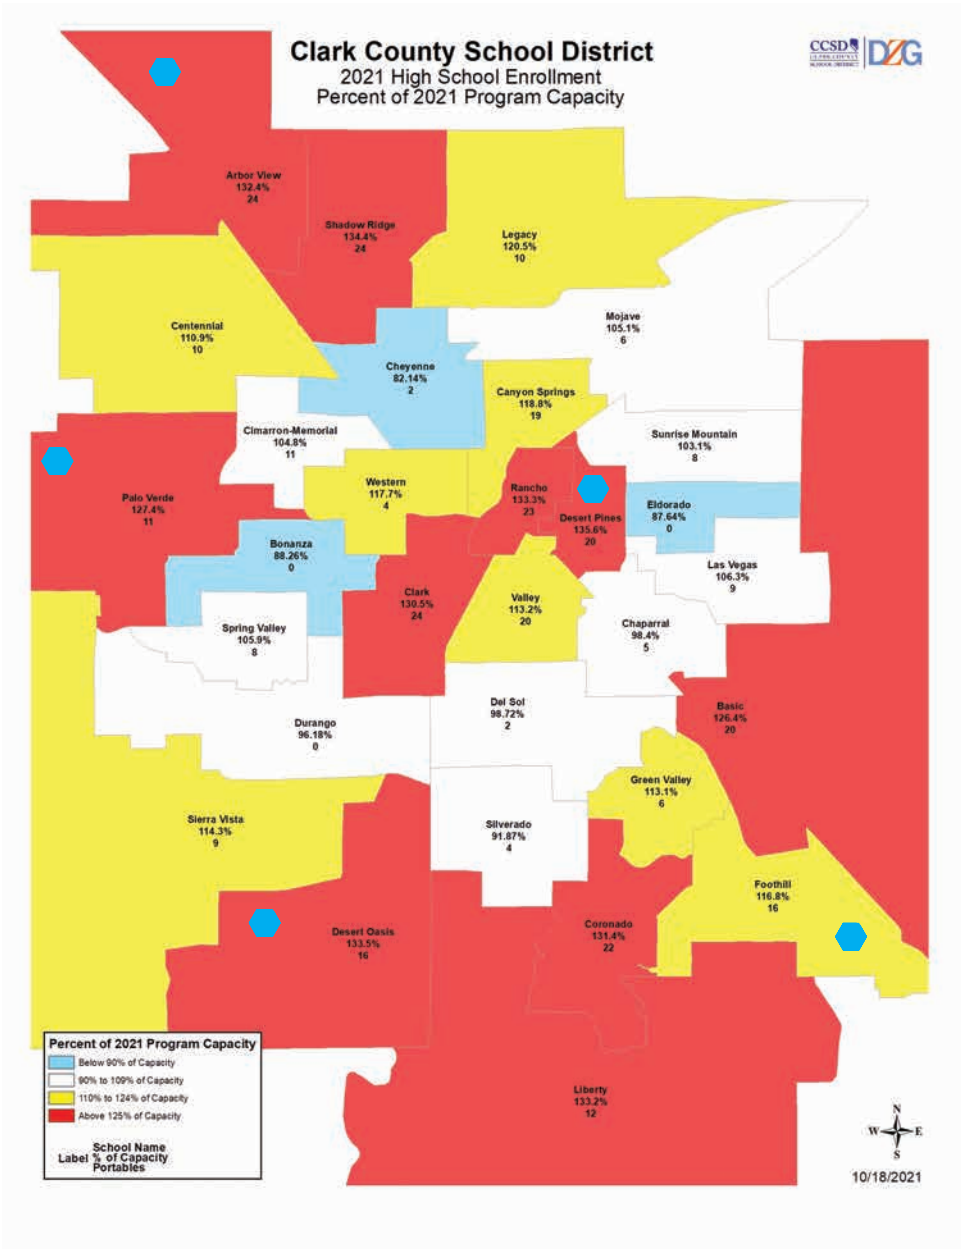 Clark County School District
2021 High School Enrollment
Percent of 2021 Program Capacity
CCSD
CLARK COUNTY
SCHOOL DISTRICT
DZG
Arbor View
132.4%
24
Shadow Ridge
134.4%
24
Legacy
120.5%
10
Centennial
110.9%
10
Mojave
105.1%
6
Cheyenne
82.14%
2
Canyon Springs
118.8%
19
Cimarron-Memorial
104.8%
11
Sunrise Mountain
103.1%
8
Palo Verde
127.4%
11
Western
117.7%
4
Rancho
133.3%
23
Desert Pines
135.6%
20
Eldorado
87.64%
0
Bonanza
88.26%
0
Las Vegas
106.3%
9
Clark
130.5%
24
Valley
113.2%
20
Spring Valley
105.9%
8
Chaparral
98.4%
5
Del Sol
98.72%
2
Basic
126.4%
20
Durango
96.18%
0
Green Valley
113.1%
6
Sierra Vista
114.3%
9
Silverado
91.87%
4
Foothill
116.8%
16
Desert Oasis
133.5%
16
Coronado
131.4%
22
Liberty
133.2%
12
Percent of 2021 Program Capacity
Below 90% of Capacity
90% to 109% of Capacity
110% to 124% of Capacity
Above 125% of Capacity
School Name
Label % of Capacity
Portables
N
W E
S
10/18/2021